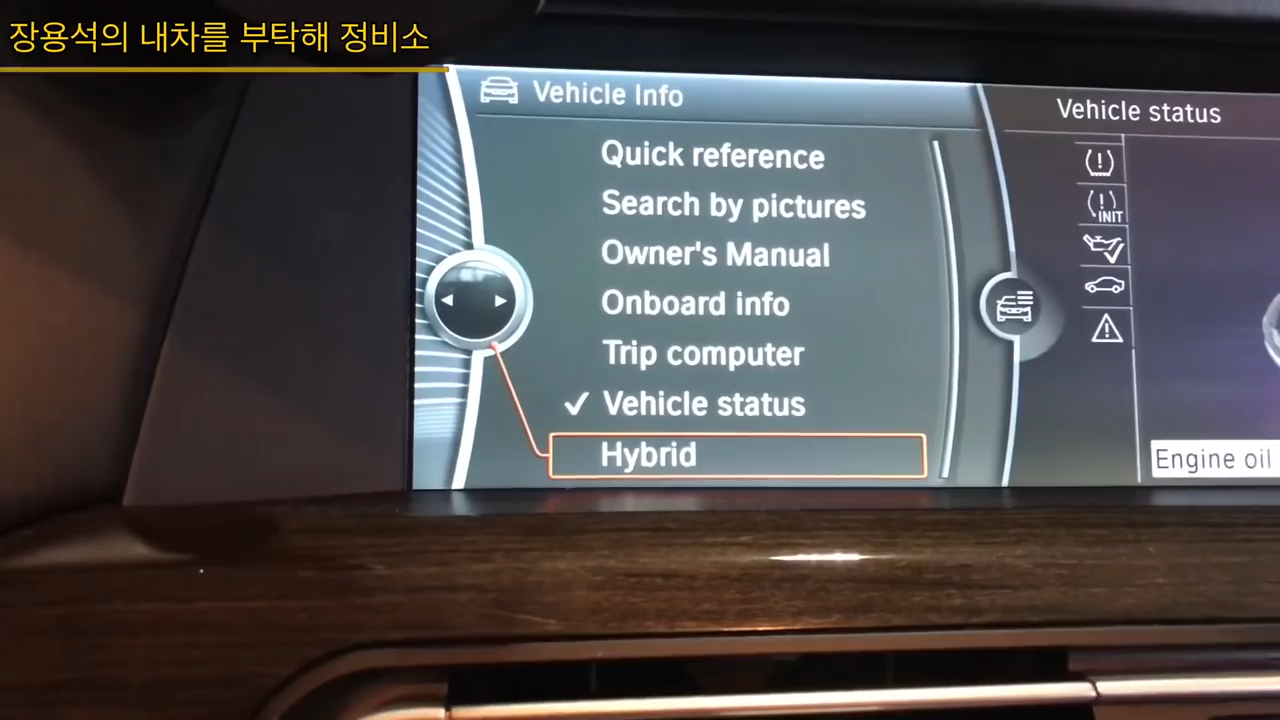 장용석의 내차를 부탁해 정비소
Vehicle Info
Quick reference
Search by pictures
Owner's Manual
Onboard info
Trip computer
Vehicle status
Hybrid
Vehicle status
INIT
Engine oil